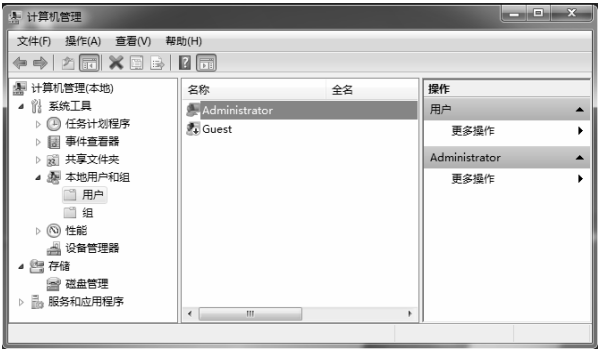 计算机管理
文件(F) 操作(A) 查看(V) 帮助(H)
计算机管理(本地)
系统工具
任务计划程序
事件查看器
共享文件夹
本地用户和组
用户
组
性能
设备管理器
存储
磁盘管理
服务和应用程序
名称 全名
Administrator
Guest
操作
用户
更多操作
Administrator
更多操作